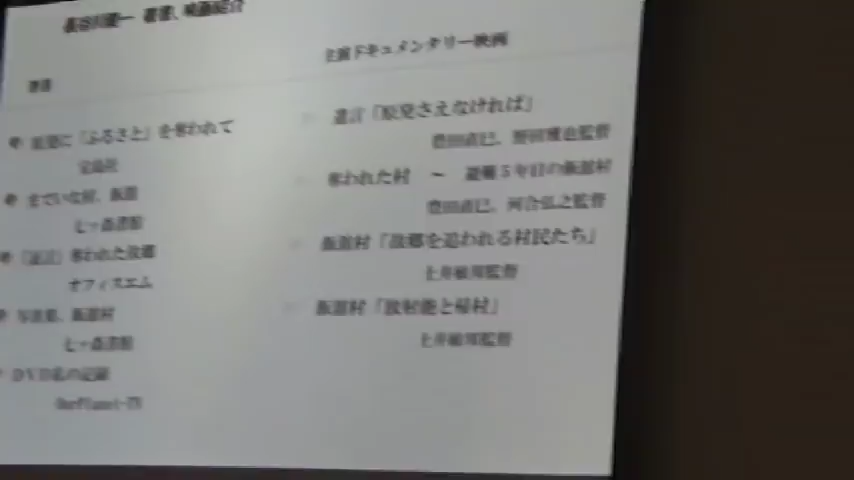 長谷川健一 著書、映画紹介
著書
に「ふるさと」を奪われて
宝島社
までいな村、飯舘
七つ森書館
【証言】奪われた故郷
オフィスエム
写真集、飯舘村
七つ森書館
DVD私の記録
主演ドキュメンタリー映画
遺言「原発さえなければ」
豊田直巳、野田雅也監督
奪われた村 ～ 避難5年目の飯舘村
豊田直巳、河合弘之監督
飯舘村「故郷を追われる村民たち」
土井敏邦監督
飯舘村「放射能と帰村」
土井敏邦監督